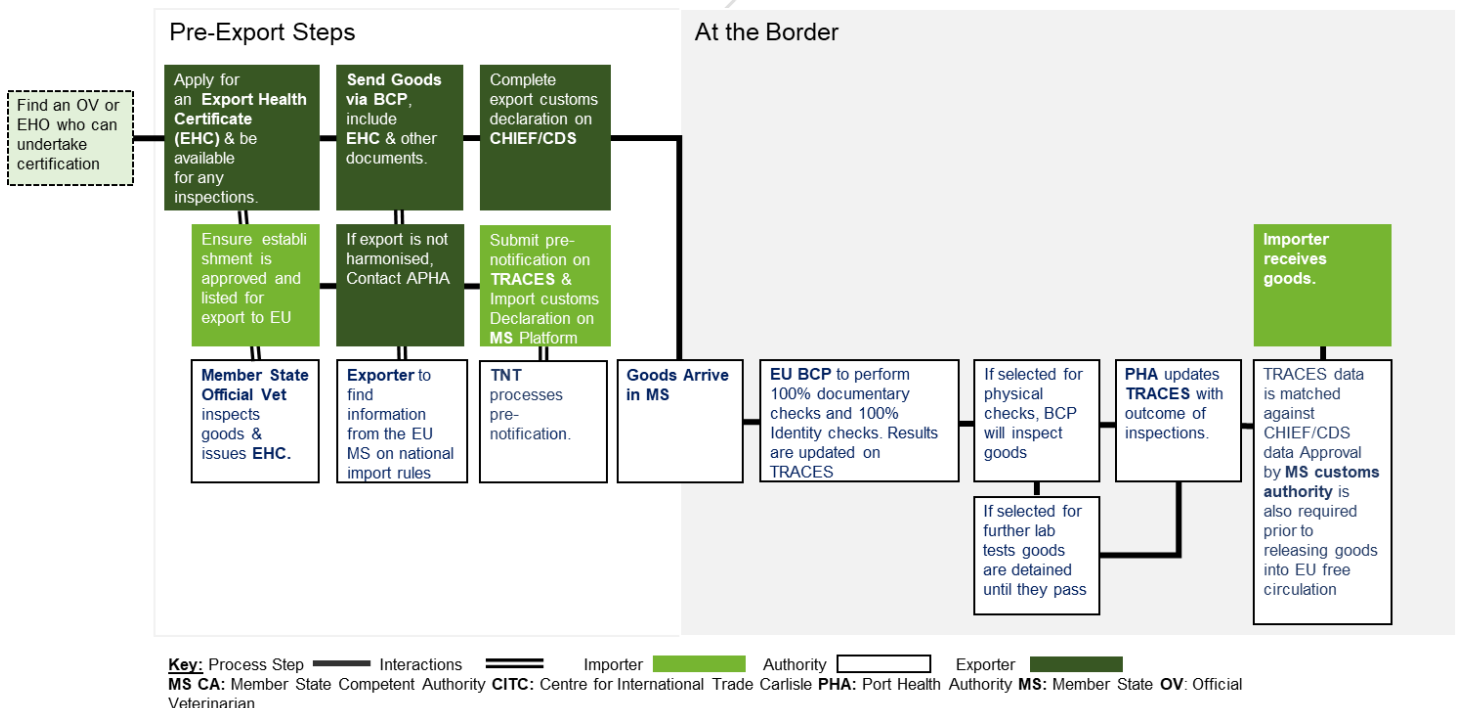 Pre-Export Steps
At the Border
Find an OV or
EHO who can
undertake
certification
Apply for
an Export Health
Certificate
(EHC) & be
available
for any
inspections.
Send Goods
via BCP,
include
EHC & other
documents.
Complete
export customs
declaration on
CHIEF/CDS
Ensure establi
shment is
approved and
listed for
export to EU
If export is not
harmonised,
Contact APHA
Submit pre-
notification on
TRACES &
Import customs
Declaration on
MS Platform
Importer
receives
goods.
Member State
Official Vet
inspects
goods &
issues EHC.
Exporter to
find
information
from the EU
MS on national
import rules
TNT
processes
pre-
notification.
Goods Arrive
in MS
EU BCP to perform
100% documentary
checks and 100%
Identity checks. Results
are updated on
TRACES
If selected for
physical
checks, BCP
will inspect
goods
PHA updates
TRACES with
outcome of
inspections.
TRACES data
is matched
against
CHIEF/CDS
data Approval
by MS customs
authority is
also required
prior to
releasing goods
into EU free
circulation
If selected for
further lab
tests goods
are detained
until they pass
Key: Process Step Interactions Importer Authority Exporter
MS CA: Member State Competent Authority CITC: Centre for International Trade Carlisle PHA: Port Health Authority MS: Member State OV: Official
Veterinarian